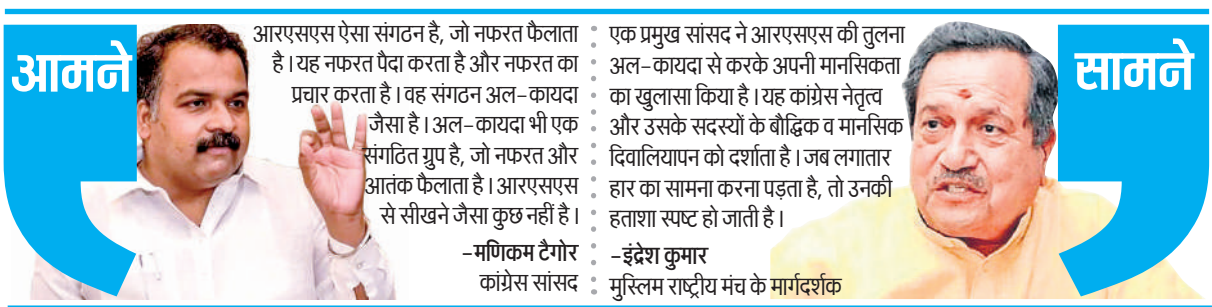 आमने
आरएसएस ऐसा संगठन है, जो नफरत फैलाता
है। यह नफरत पैदा करता है और नफरत का
प्रचार करता है। वह संगठन अल-कायदा
जैसा है। अल-कायदा भी एक
संगठित ग्रुप है, जो नफरत और
आतंक फैलाता है। आरएसएस
से सीखने जैसा कुछ नहीं है।
-मणिकम टैगोर
कांग्रेस सांसद
एक प्रमुख सांसद ने आरएसएस की तुलना
अल-कायदा से करके अपनी मानसिकता
का खुलासा किया है। यह कांग्रेस नेतृत्व
और उसके सदस्यों के बौद्धिक व मानसिक
दिवालियापन को दर्शाता है। जब लगातार
हार का सामना करना पड़ता है, तो उनकी
हताशा स्पष्ट हो जाती है।
-इंद्रेश कुमार
मुस्लिम राष्ट्रीय मंच के मार्गदर्शक
सामने